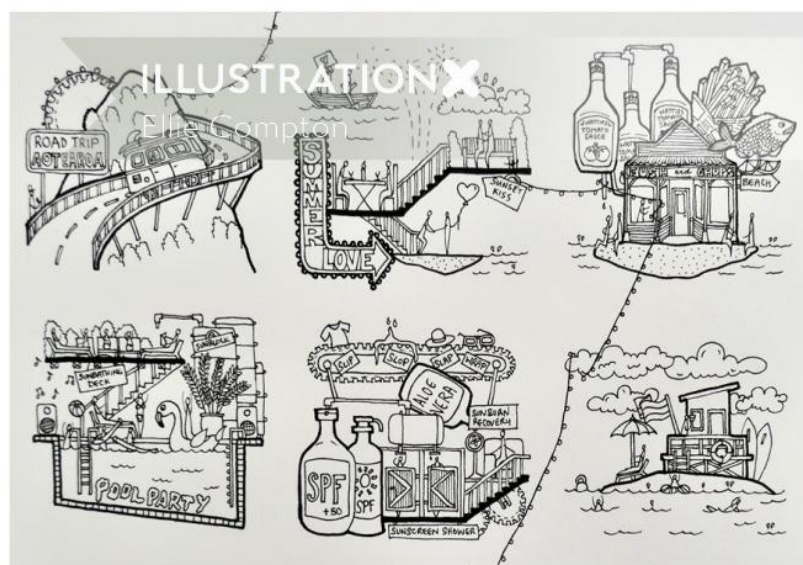 ILLUSTRATIONX
Ellie Compton
ROAD TRIP
AOTEAROA
SUMMER
LOVE
SUNSET
KISS
TOMATO
SAUCE
FISH and CHIPS
BEACH
SUNBATHING
DECK
POOL PARTY
SLIP
SLOP
SLAP
WRAP
ALOE
VERA
SUNBURN
RECOVERY
SPF
+50
SPF
SUNSCREEN SHOWER